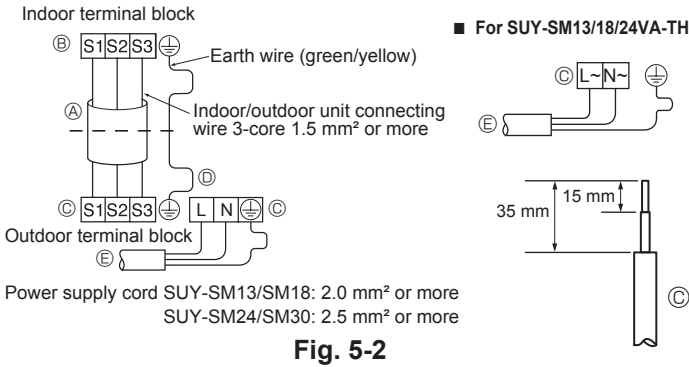 Indoor terminal block
Ⓑ S1 S2 S3
Earth wire (green/yellow)
Ⓐ
Indoor/outdoor unit connecting
wire 3-core 1.5 mm² or more
Ⓓ
Ⓒ S1 S2 S3 L N Ⓒ
Outdoor terminal block
Ⓔ
Power supply cord SUY-SM13/SM18: 2.0 mm² or more
SUY-SM24/SM30: 2.5 mm² or more
■ For SUY-SM13/18/24VA-TH
Ⓒ L~ N~
Ⓔ
15 mm
35 mm
Ⓒ
Fig. 5-2